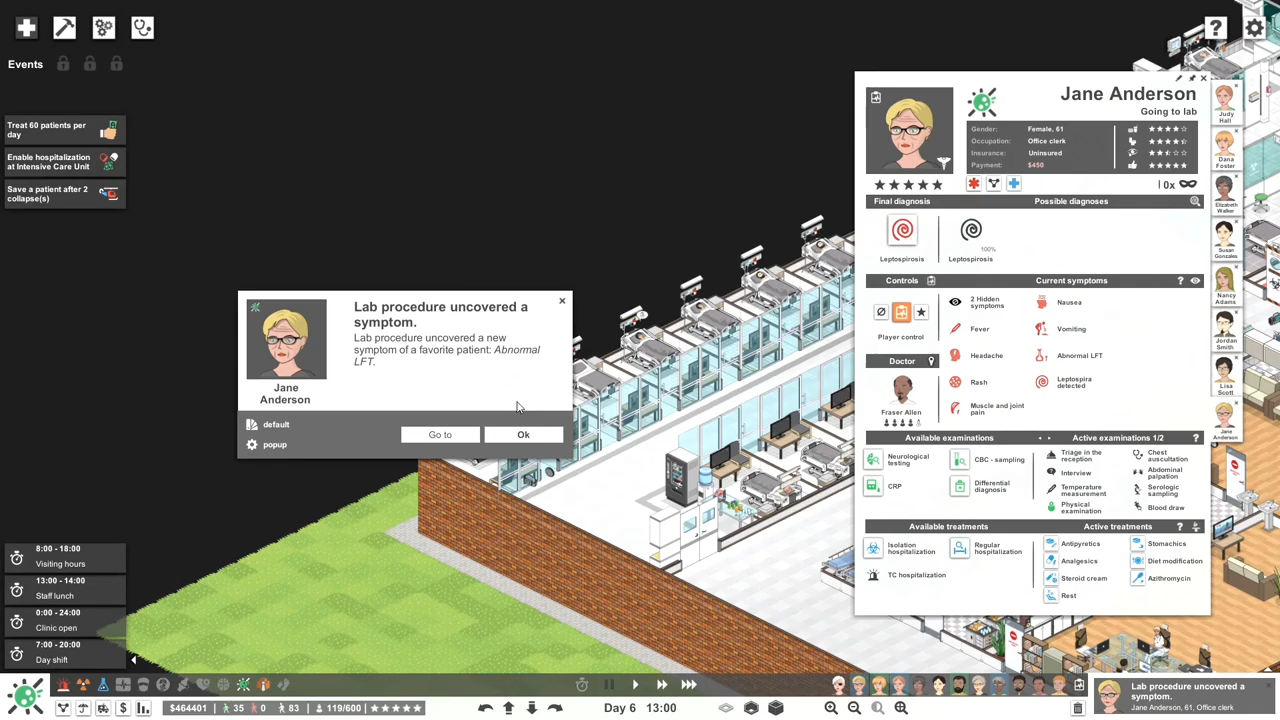 Events
Treat 60 patients per
day
Enable hospitalization
at Intensive Care Unit
Save a patient after 2
collapse(s)
Lab procedure uncovered a
symptom.
Lab procedure uncovered a new
symptom of a favorite patient: Abnormal
LFT.
Jane
Anderson
default
popup
Go to
Ok
Jane Anderson
Going to lab
Gender: Female, 61
Occupation: Office clerk
Insurance: Uninsured
Payment: $450
0x
Final diagnosis
Possible diagnoses
Leptospirosis
100%
Leptospirosis
Controls
Current symptoms
?
Player control
2 Hidden
symptoms
Nausea
Fever
Vomiting
Headache
Abnormal LFT
Rash
Leptospira
detected
Muscle and joint
pain
Doctor
Fraser Allen
Available examinations
Active examinations 1/2
?
Neurological
testing
CBC - sampling
CRP
Differential
diagnosis
Triage in the
reception
Chest
auscultation
Interview
Abdominal
palpation
Temperature
measurement
Serologic
sampling
Physical
examination
Blood draw
Available treatments
Active treatments
?
Isolation
hospitalization
Regular
hospitalization
TC hospitalization
Antipyretics
Stomachics
Analgesics
Diet modification
Steroid cream
Azithromycin
Rest
?
Judy
Hall
Dana
Foster
Elizabeth
Walker
Susan
Gonzales
Nancy
Adams
Jordan
Smith
Lisa
Scott
Jane
Anderson
8:00 - 18:00
Visiting hours
13:00 - 14:00
Staff lunch
0:00 - 24:00
Clinic open
7:00 - 20:00
Day shift
$464401
35
0
83
119/600
Day 6 13:00
Lab procedure uncovered a
symptom.
Jane Anderson, 61, Office clerk